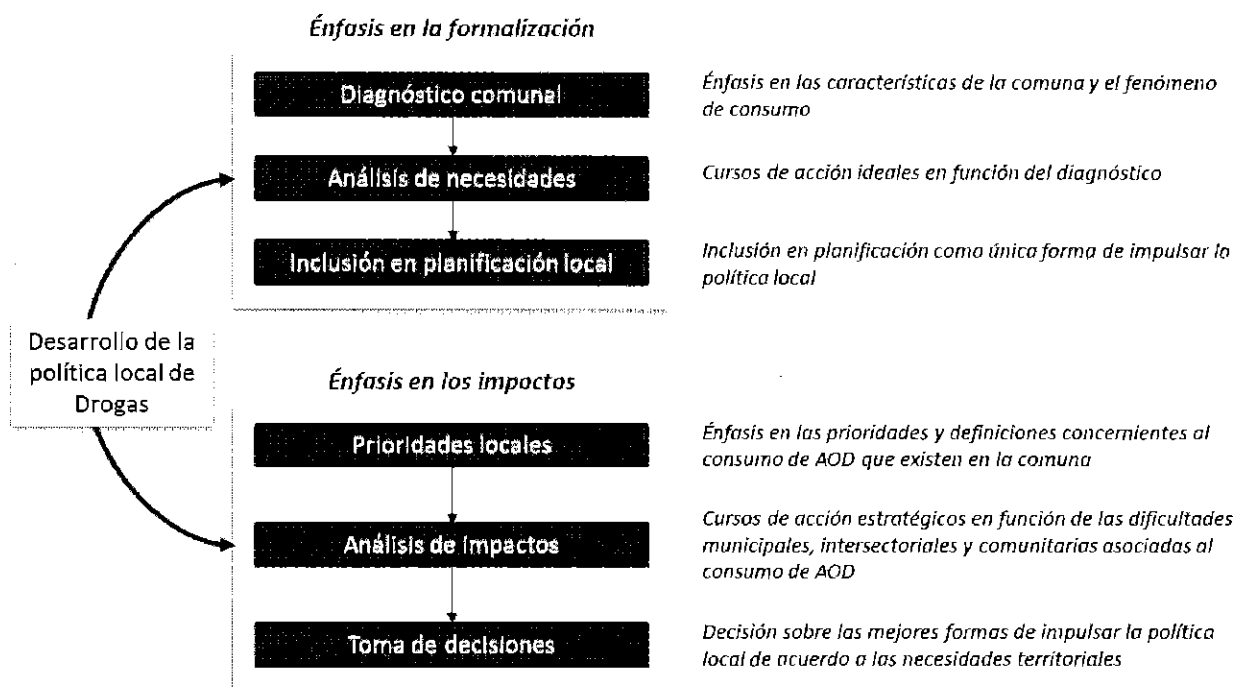 Énfasis en la formalización
Diagnóstico comunal
Énfasis en las características de la comuna y el fenómeno
de consumo
Análisis de necesidades
Cursos de acción ideales en función del diagnóstico
Inclusión en planificación local
Inclusión en planificación como única forma de impulsar la
política local
Desarrollo de la
política local de
Drogas
Énfasis en los impactos
Prioridades locales
Énfasis en las prioridades y definiciones concernientes al
consumo de AOD que existen en la comuna
Análisis de impactos
Cursos de acción estratégicos en función de las dificultades
municipales, intersectoriales y comunitarias asociadas al
consumo de AOD
Toma de decisiones
Decisión sobre las mejores formas de impulsar la política
local de acuerdo a las necesidades territoriales